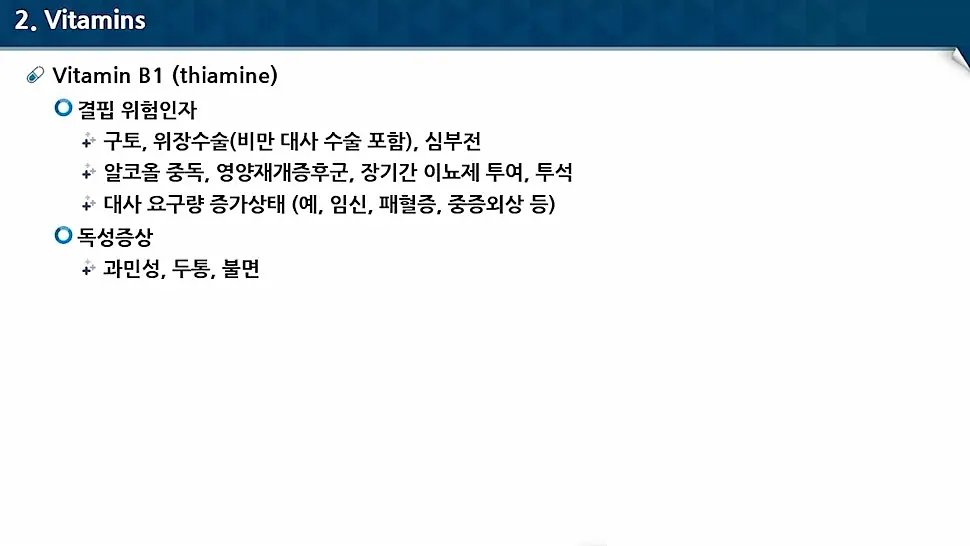 2. Vitamins
Vitamin B1 (thiamine)
결핍 위험인자
구토, 위장수술(비만 대사 수술 포함), 심부전
알코올 중독, 영양재개증후군, 장기간 이뇨제 투여, 투석
대사 요구량 증가상태 (예, 임신, 패혈증, 중증외상 등)
독성증상
과민성, 두통, 불면